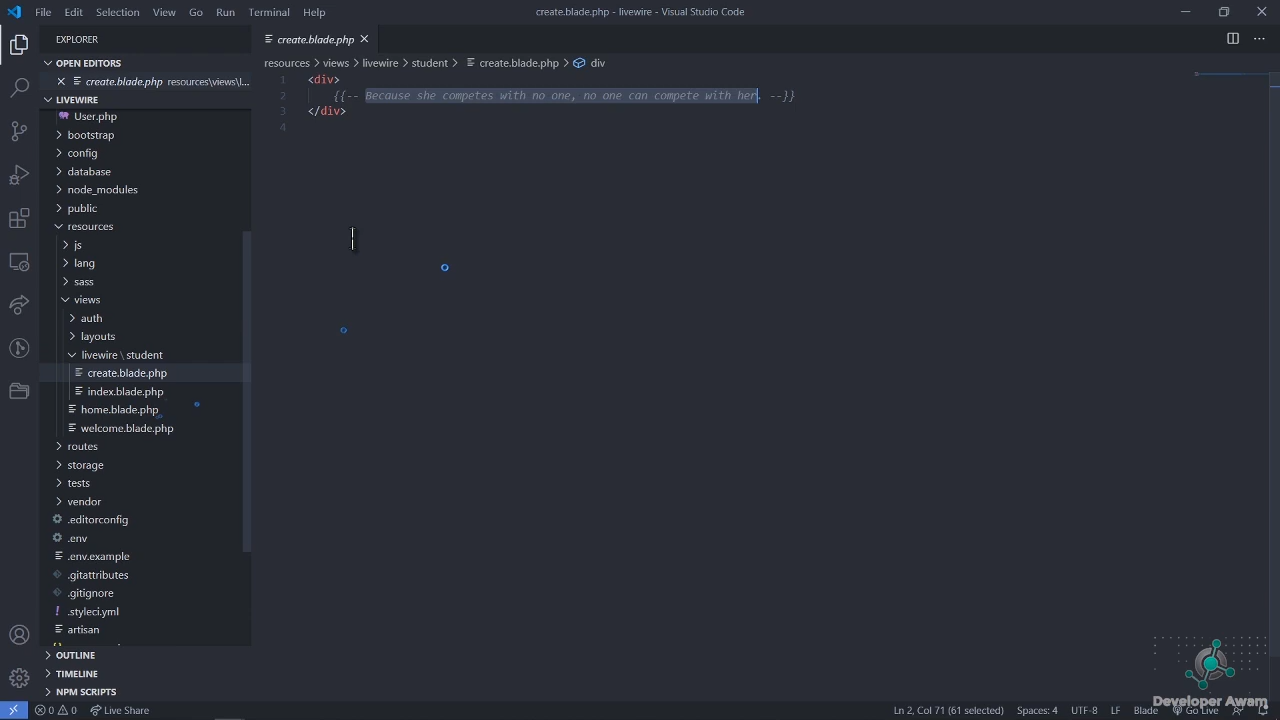 File Edit Selection View Go Run Terminal Help
create.blade.php - livewire - Visual Studio Code
EXPLORER
OPEN EDITORS
create.blade.php resources\views\l...
LIVEWIRE
User.php
bootstrap
config
database
node_modules
public
resources
js
lang
sass
views
auth
layouts
livewire \ student
create.blade.php
index.blade.php
home.blade.php
welcome.blade.php
routes
storage
tests
vendor
.editorconfig
.env
.env.example
.gitattributes
.gitignore
.styleci.yml
artisan
OUTLINE
TIMELINE
NPM SCRIPTS
create.blade.php
resources > views > livewire > student > create.blade.php > div
1 <div>
2 {{-- Because she competes with no one, no one can compete with her. --}}
3 </div>
4
Developer Awam
0 0 Live Share
Ln 2, Col 71 (61 selected) Spaces: 4 UTF-8 LF Blade Go Live